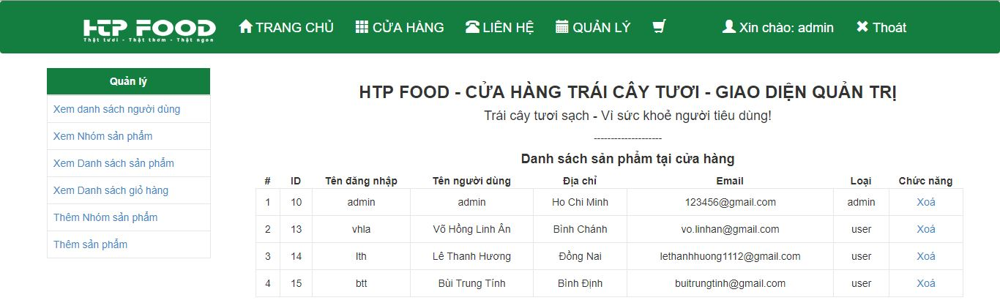 HTP FOOD
Thật tươi - Thật thơm - Thật ngon
TRANG CHỦ CỬA HÀNG LIÊN HỆ QUẢN LÝ Xin chào: admin Thoát
Quản lý
Xem danh sách người dùng
Xem Nhóm sản phẩm
Xem Danh sách sản phẩm
Xem Danh sách giỏ hàng
Thêm Nhóm sản phẩm
Thêm sản phẩm
HTP FOOD - CỬA HÀNG TRÁI CÂY TƯƠI - GIAO DIỆN QUẢN TRỊ
Trái cây tươi sạch - Vì sức khoẻ người tiêu dùng!
--------------------
Danh sách sản phẩm tại cửa hàng
# ID Tên đăng nhập Tên người dùng Địa chỉ Email Loại Chức năng
1 10 admin admin Ho Chi Minh 123456@gmail.com admin Xoá
2 13 vhla Võ Hồng Linh Ân Bình Chánh vo.linhan@gmail.com user Xoá
3 14 lth Lê Thanh Hương Đồng Nai lethanhhuong1112@gmail.com user Xoá
4 15 btt Bùi Trung Tính Bình Định buitrungtinh@gmail.com user Xoá